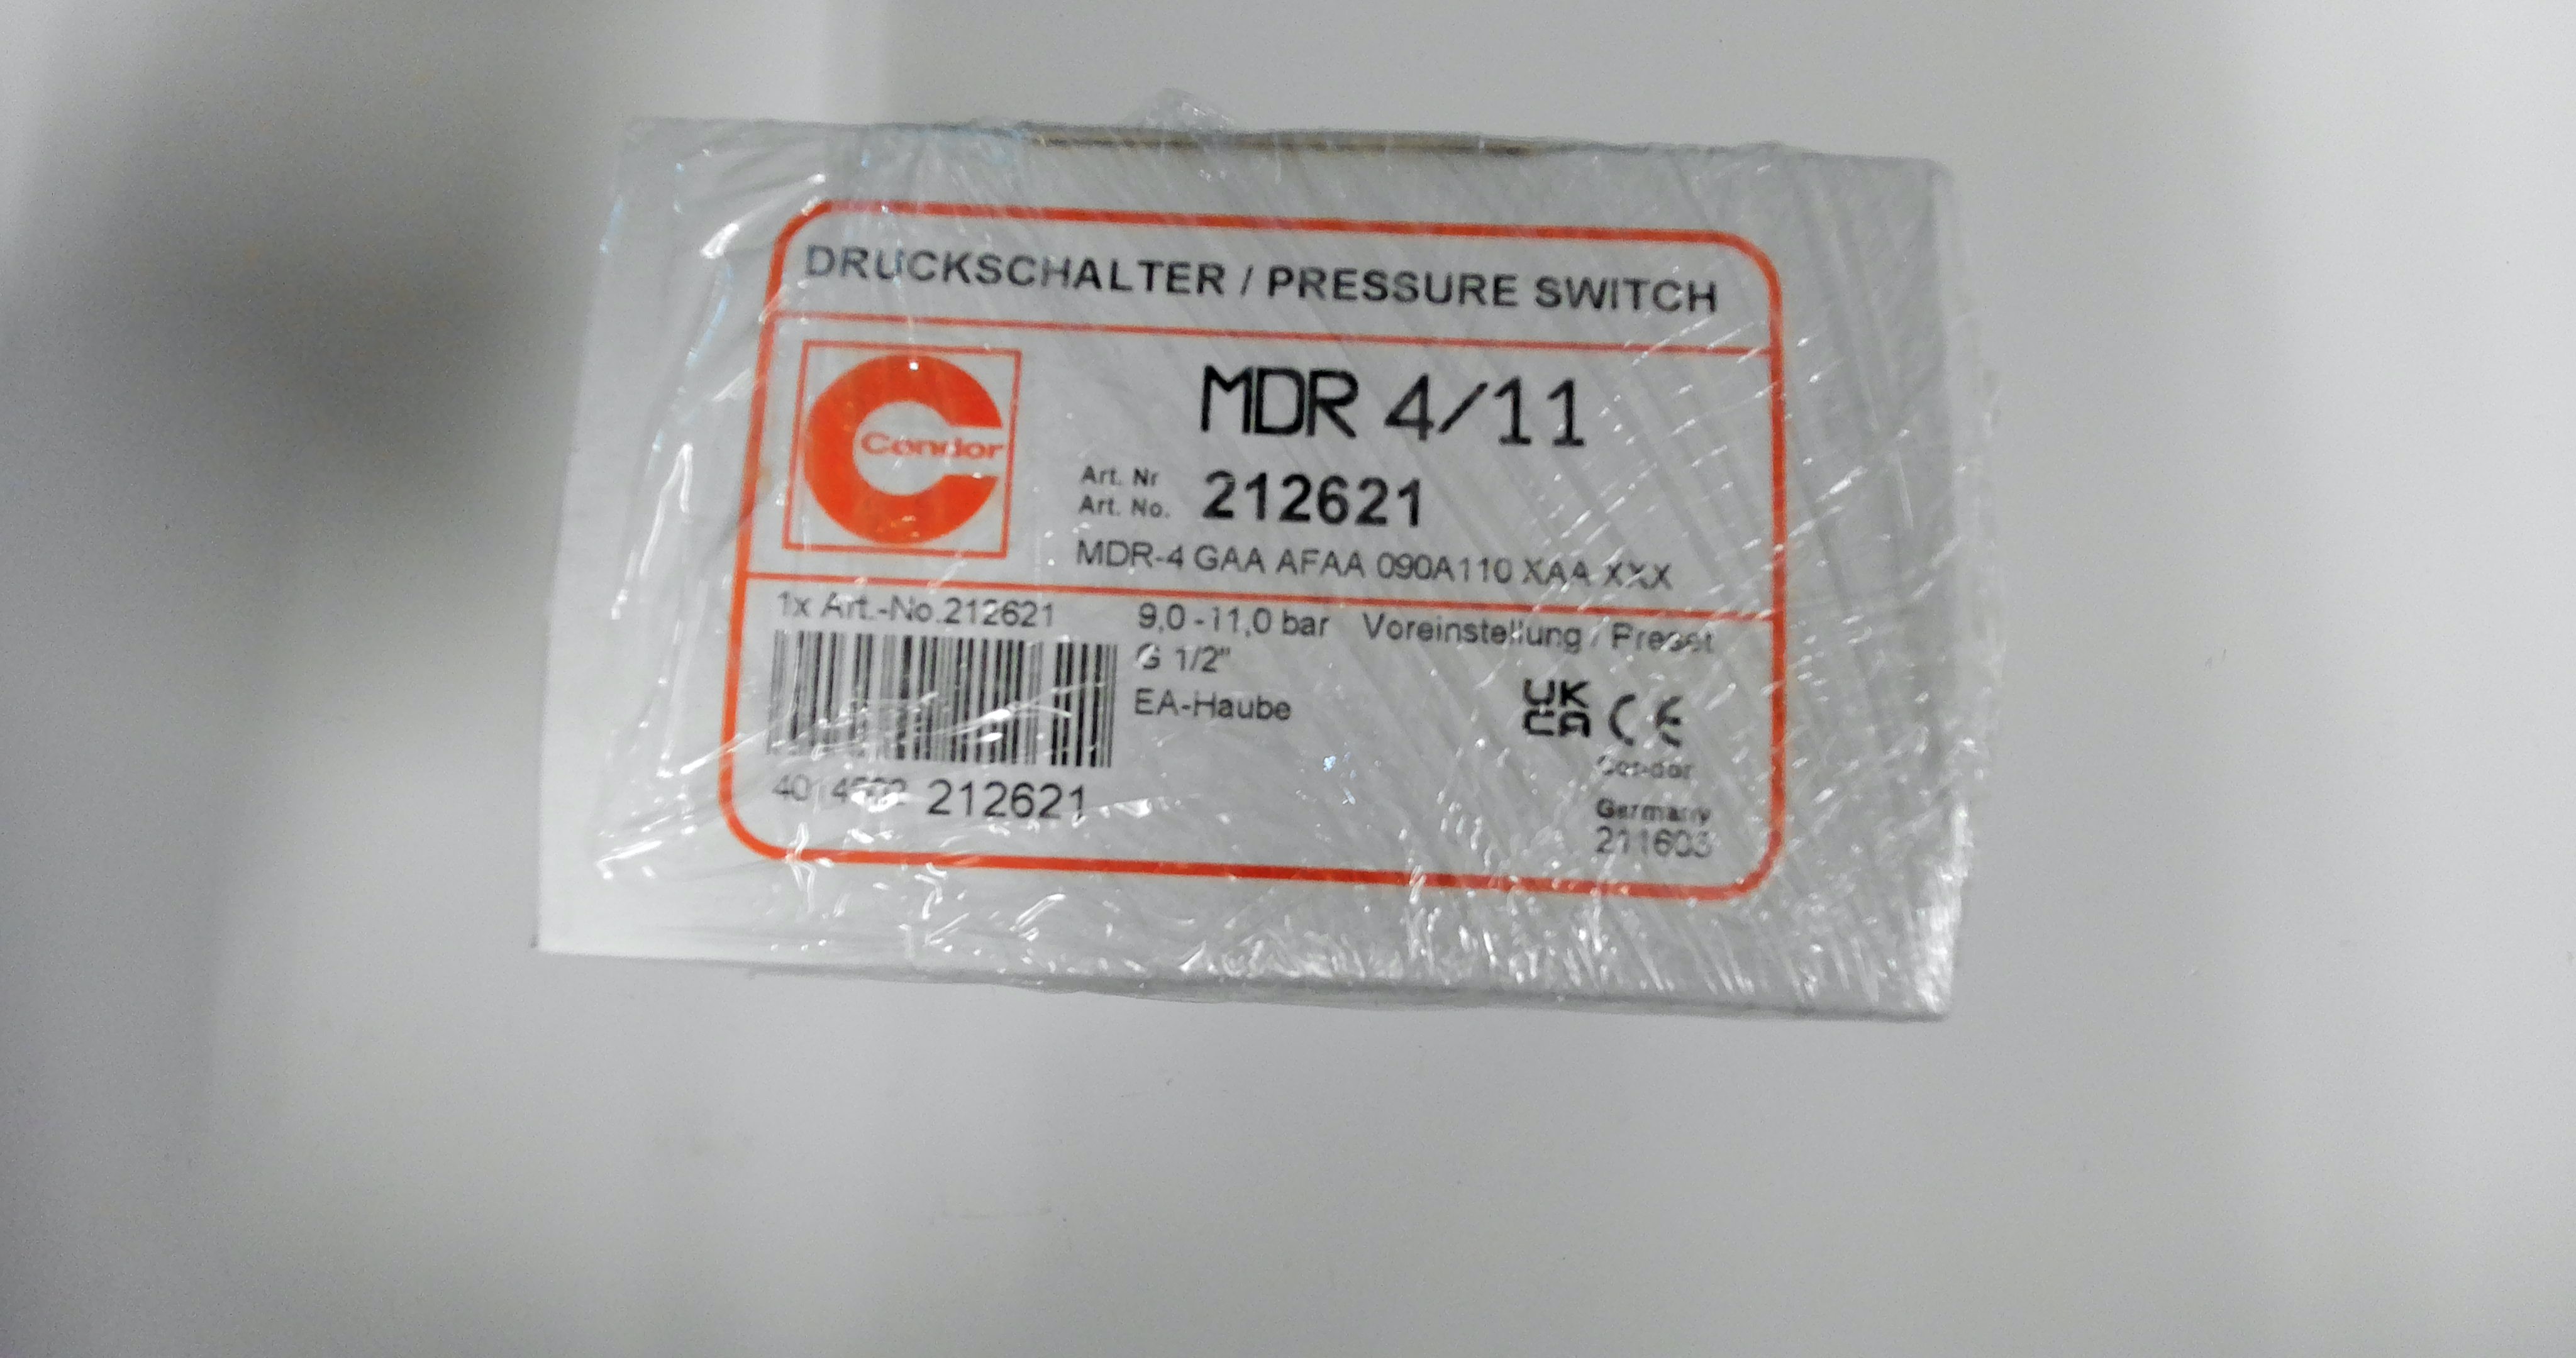 DRUCKSCHALTER / PRESSURE SWITCH
Condor
MDR 4/11
Art. Nr
Art. No. 212621
MDR-4 GAA AFAA 090A110 XAA XXX
1x Art.-No.212621
9,0 -11,0 bar Voreinstellung / Preset
G 1/2"
EA-Haube
UK
CA CE
Condor
Germany
212621